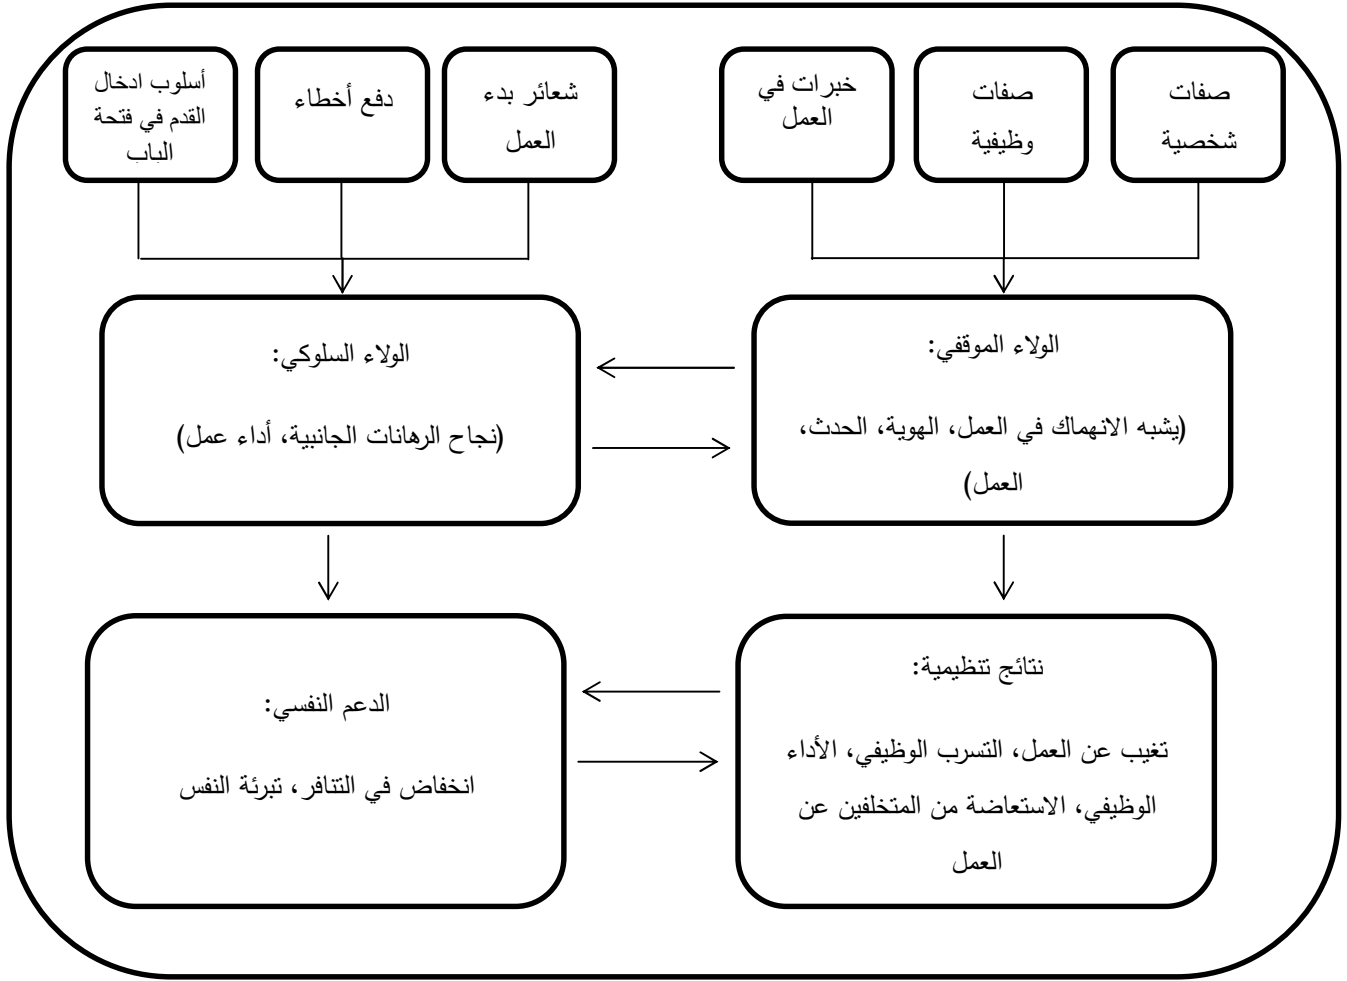 صفات
شخصية
صفات
وظيفية
خبرات في
العمل
شعائر بدء
العمل
دفع أخطاء
أسلوب ادخال
القدم في فتحة
الباب
الولاء الموقفي:
(يشبه الانهماك في العمل، الهوية، الحدث،
العمل)
الولاء السلوكي:
(نجاح الرهانات الجانبية، أداء عمل)
نتائج تنظيمية:
تغيب عن العمل، التسرب الوظيفي، الأداء
الوظيفي، الاستعاضة من المتخلفين عن
العمل
الدعم النفسي:
انخفاض في التنافر، تبرئة النفس